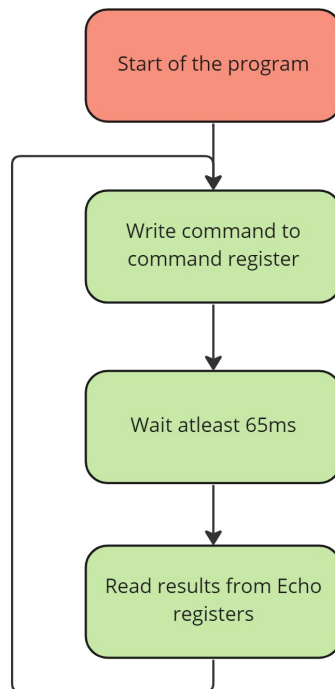 Start of the program
Write command to
command register
Wait atleast 65ms
Read results from Echo
registers